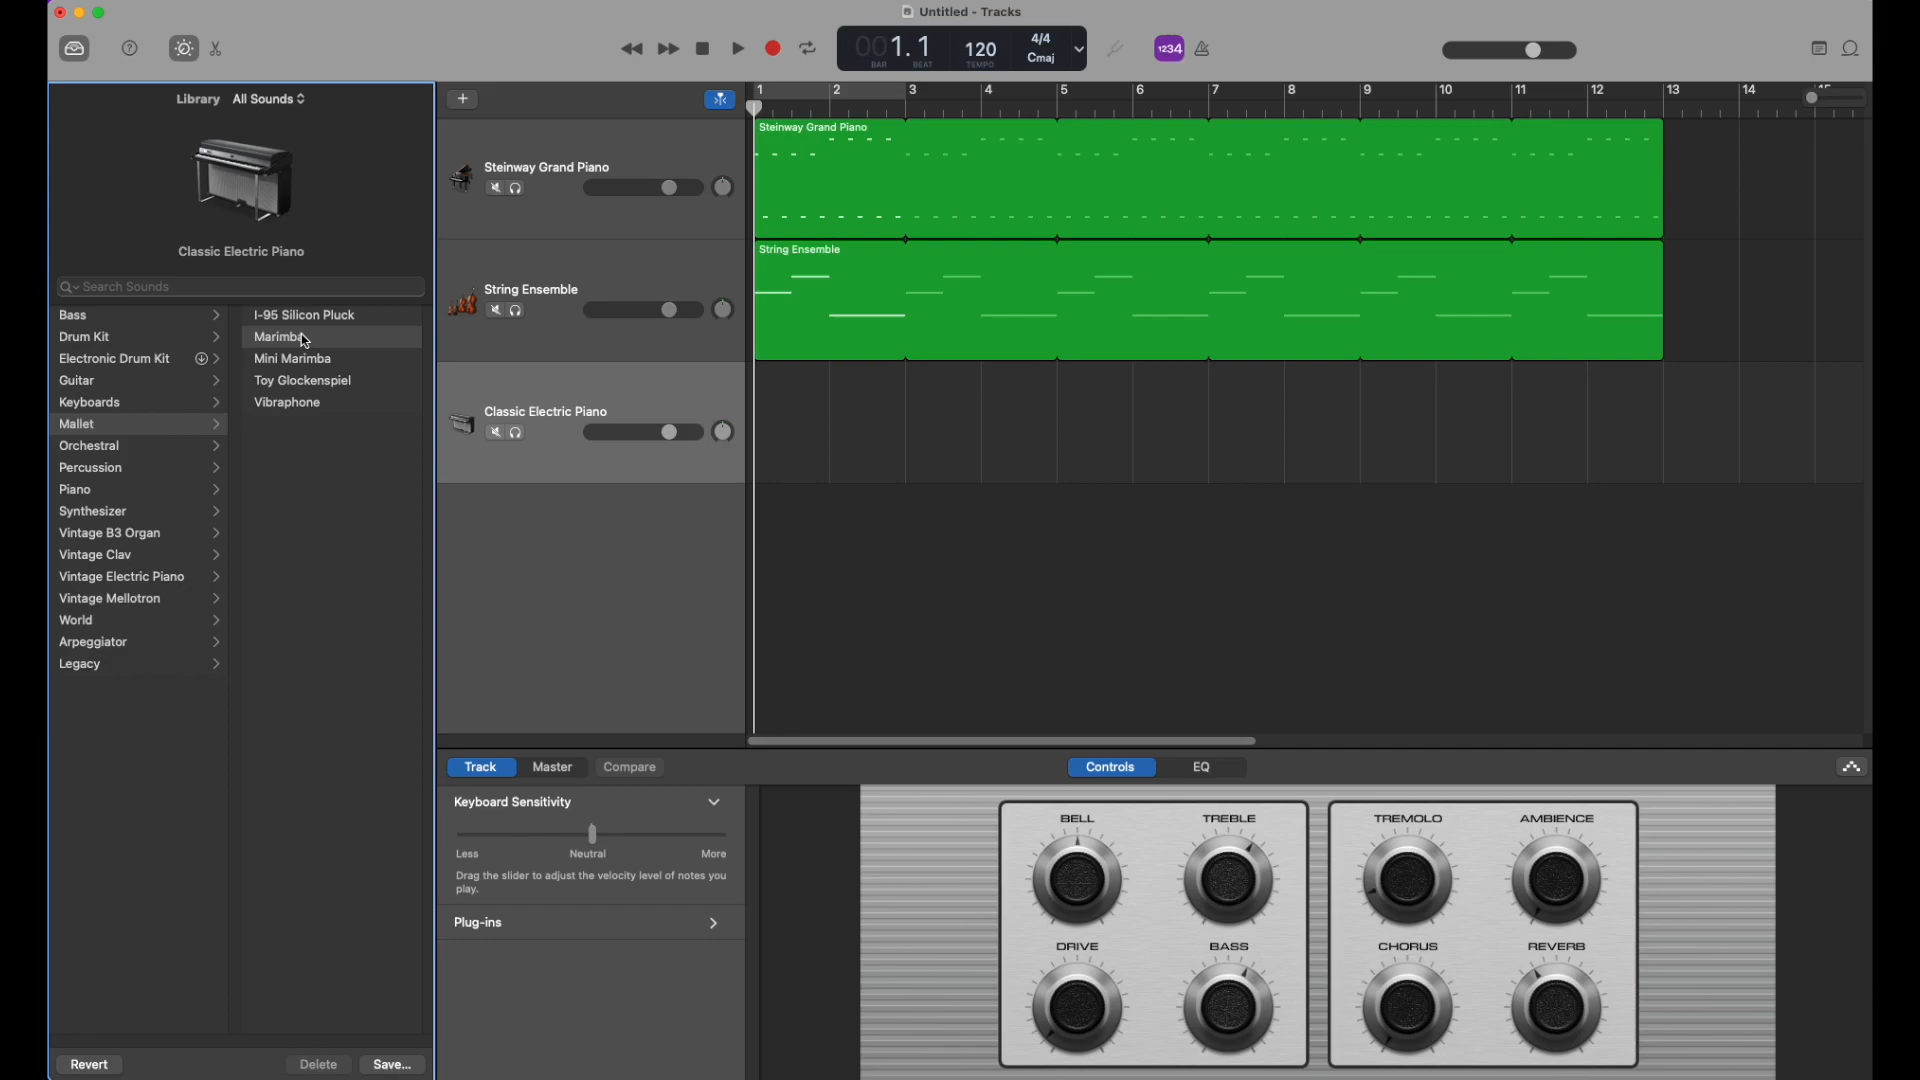 Untitled - Tracks
001.1
BAR BEAT
120
TEMPO
4/4
Cmaj
1234
Library All Sounds
Classic Electric Piano
Search Sounds
Bass
Drum Kit
Electronic Drum Kit
Guitar
Keyboards
Mallet
Orchestral
Percussion
Piano
Synthesizer
Vintage B3 Organ
Vintage Clav
Vintage Electric Piano
Vintage Mellotron
World
Arpeggiator
Legacy
I-95 Silicon Pluck
Marimba
Mini Marimba
Toy Glockenspiel
Vibraphone
Revert
Delete
Save...
Steinway Grand Piano
String Ensemble
Classic Electric Piano
1 2 3 4 5 6 7 8 9 10 11 12 13 14 15
Steinway Grand Piano
String Ensemble
Track Master Compare
Controls EQ
Keyboard Sensitivity
Less Neutral More
Drag the slider to adjust the velocity level of notes you
play.
Plug-ins
BELL TREBLE TREMOLO AMBIENCE
DRIVE BASS CHORUS REVERB